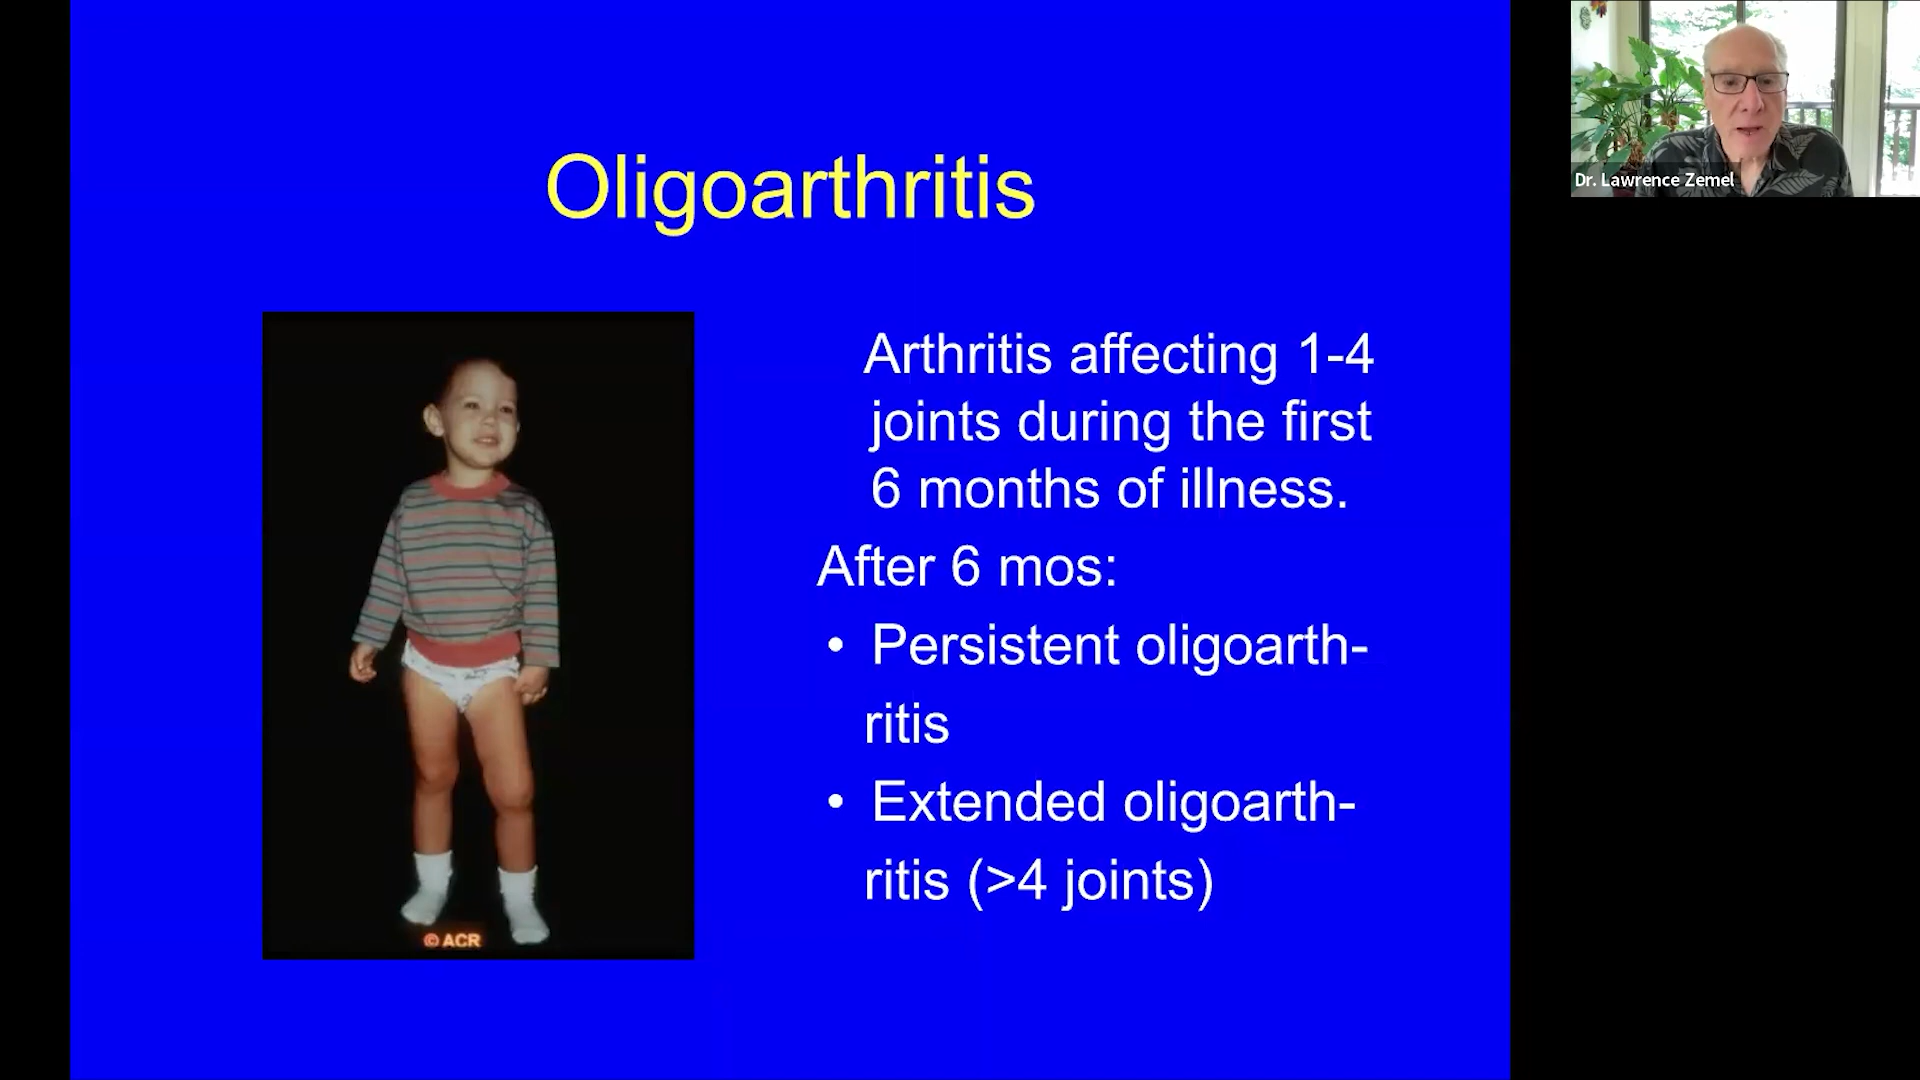 Oligoarthritis
Arthritis affecting 1-4
joints during the first
6 months of illness.
After 6 mos:
• Persistent oligoarth-
ritis
• Extended oligoarth-
ritis (>4 joints)
© ACR
Dr. Lawrence Zemel